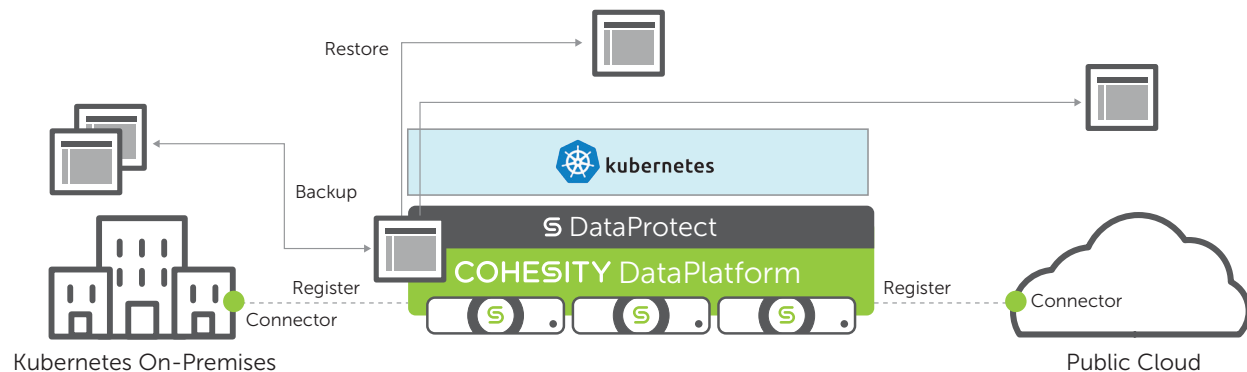 Restore
kubernetes
Backup
DataProtect
COHESITY DataPlatform
Register
Register
Connector
Connector
Kubernetes On-Premises
Public Cloud